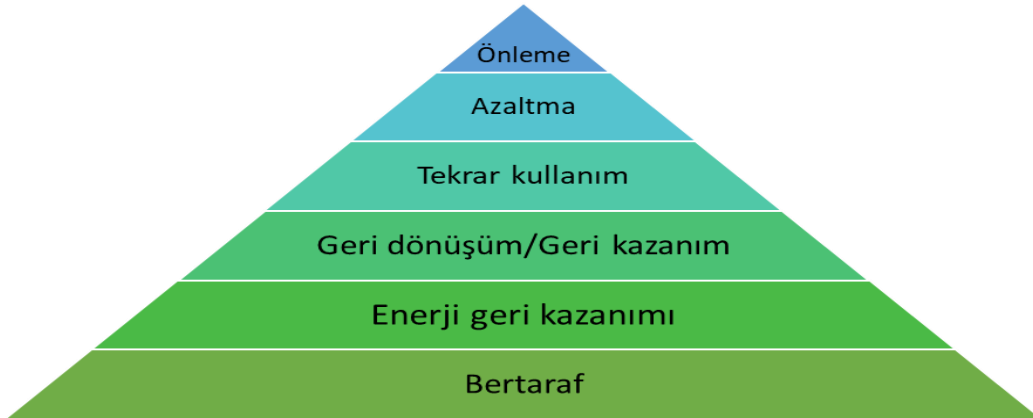 Önleme
Azaltma
Tekrar kullanım
Geri dönüşüm/Geri kazanım
Enerji geri kazanımı
Bertaraf